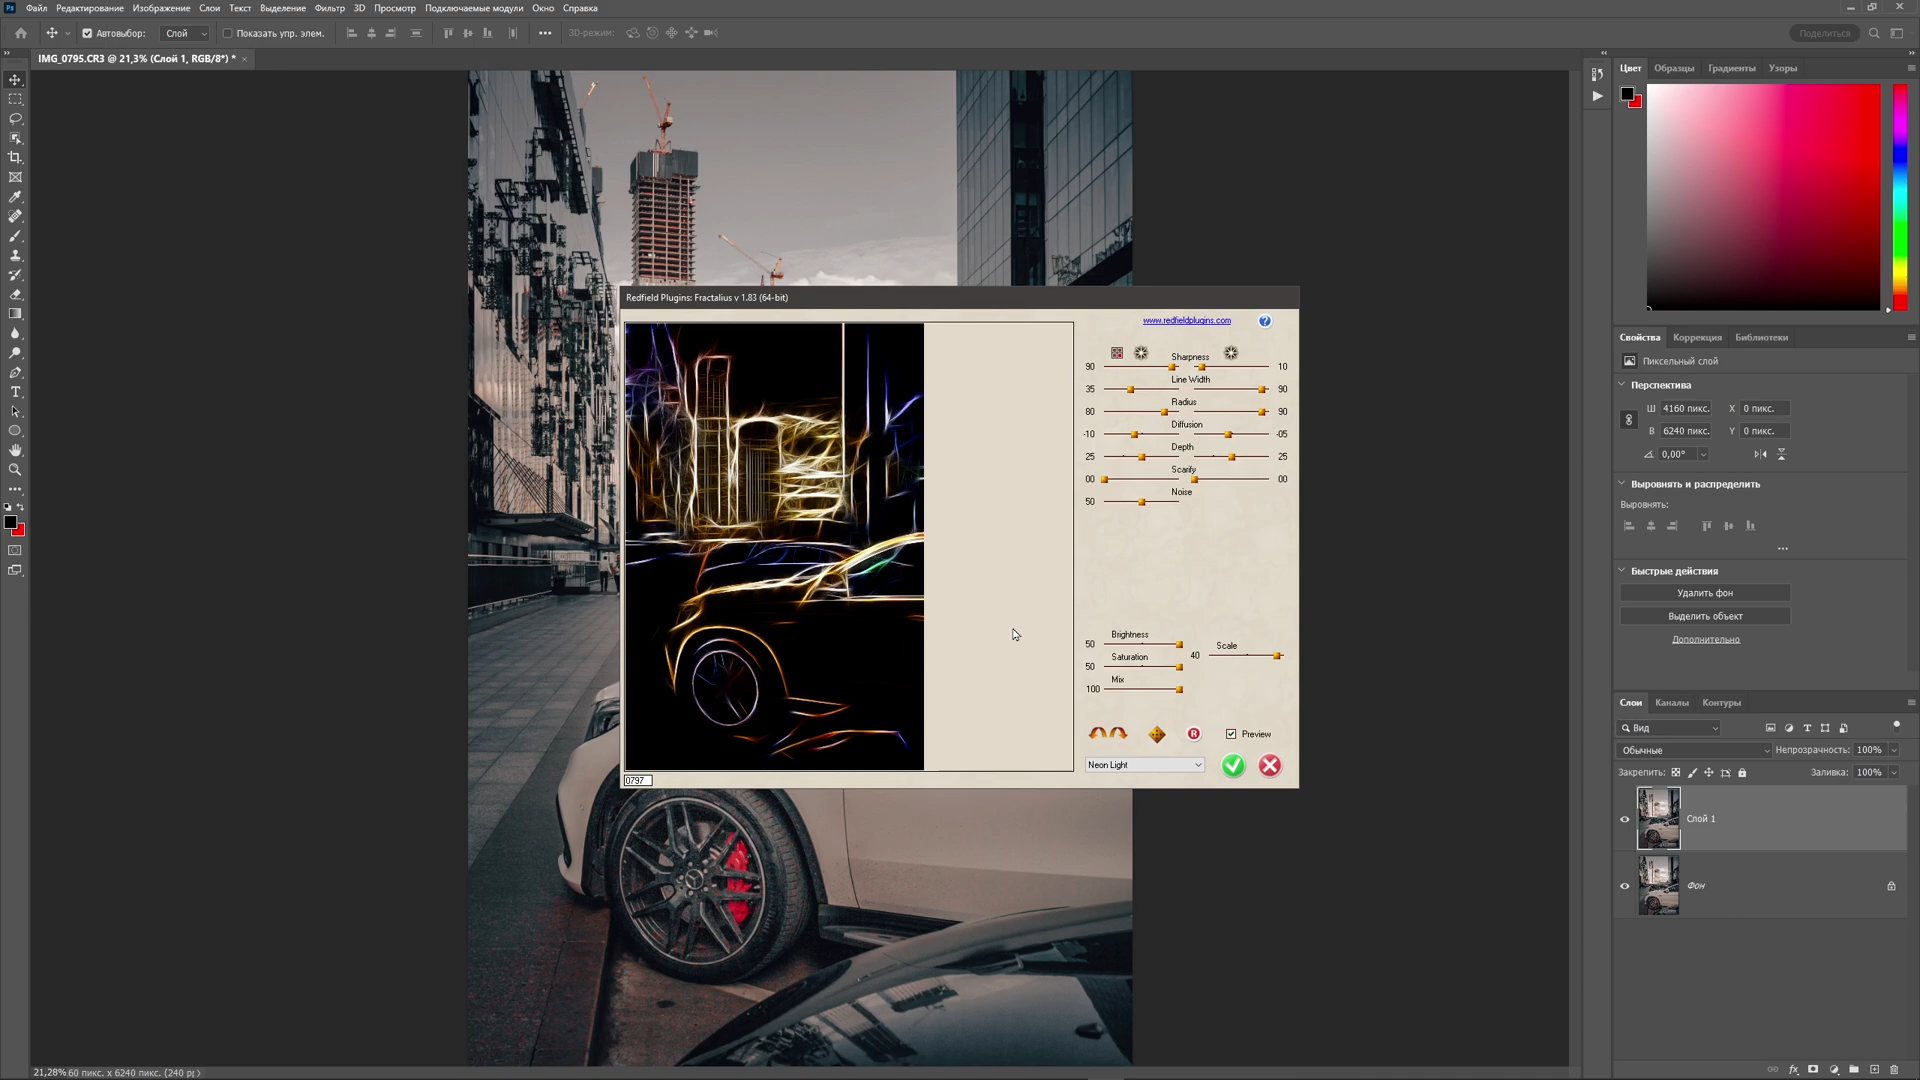 Файл Редактирование Изображение Слои Текст Выделение Фильтр 3D Просмотр Подключаемые модули Окно Справка
Автовыбор: Слой Показать упр. элем. 3D-режим: Поделиться
IMG_0795.CR3 @ 21,3% (Слой 1, RGB/8*) *
Цвет Образцы Градиенты Узоры
Redfield Plugins: Fractalius v 1.83 (64-bit)
www.redfieldplugins.com
Sharpness
90 10
Line Width
35 90
Radius
80 90
Diffusion
-10 -05
Depth
25 25
Scarify
00 00
Noise
50
Brightness
50
Scale
Saturation
40
50
Mix
100
Preview
Neon Light
0797
Свойства Коррекция Библиотеки
Пиксельный слой
Перспектива
Ш 4160 пикс. X 0 пикс.
В 6240 пикс. Y 0 пикс.
0,00°
Выровнять и распределить
Выровнять:
Быстрые действия
Удалить фон
Выделить объект
Дополнительно
Слои Каналы Контуры
Вид
Обычные Непрозрачность: 100%
Закрепить: Заливка: 100%
Слой 1
Фон
21,28% 60 пикс. x 6240 пикс. (240 p